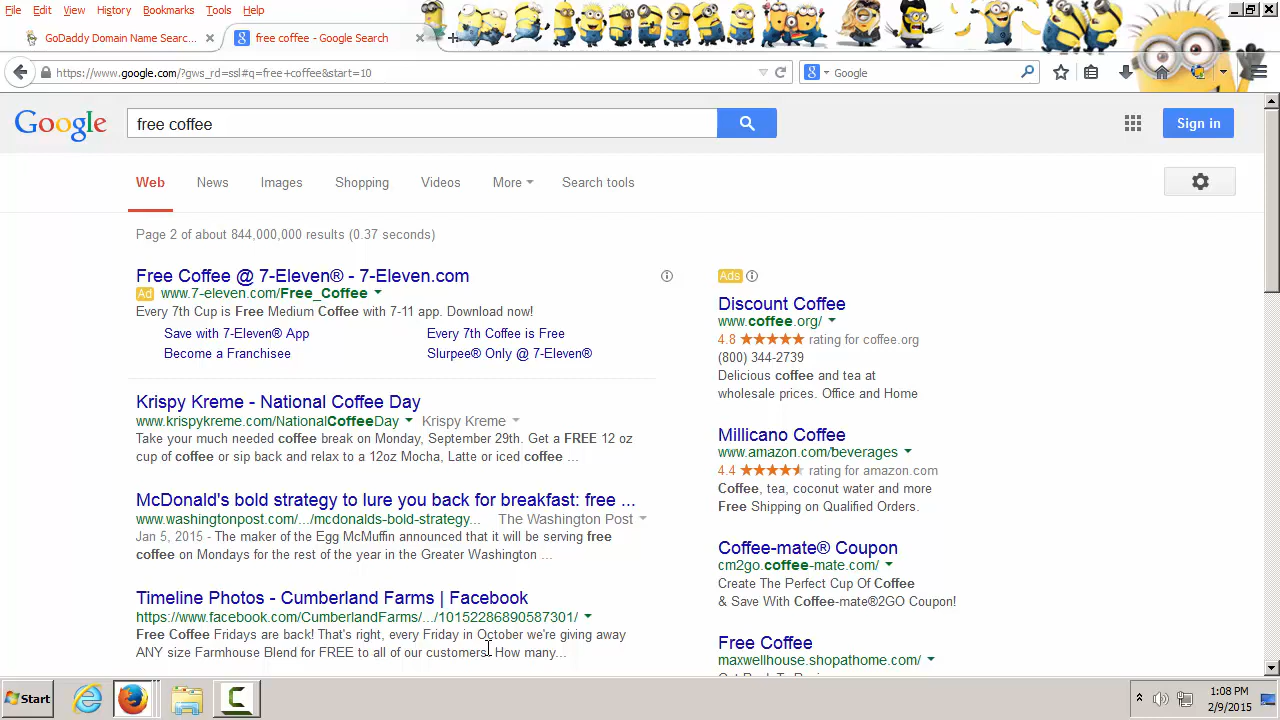 File Edit View History Bookmarks Tools Help
GoDaddy Domain Name Searc... × free coffee - Google Search ×
https://www.google.com/?gws_rd=ssl#q=free+coffee&start=10
Google
Google
free coffee
Sign in
Web News Images Shopping Videos More Search tools
Page 2 of about 844,000,000 results (0.37 seconds)
Free Coffee @ 7-Eleven® - 7-Eleven.com
Ad www.7-eleven.com/Free_Coffee
Every 7th Cup is Free Medium Coffee with 7-11 app. Download now!
Save with 7-Eleven® App Every 7th Coffee is Free
Become a Franchisee Slurpee® Only @ 7-Eleven®
Krispy Kreme - National Coffee Day
www.krispykreme.com/NationalCoffeeDay Krispy Kreme
Take your much needed coffee break on Monday, September 29th. Get a FREE 12 oz
cup of coffee or sip back and relax to a 12oz Mocha, Latte or iced coffee ...
McDonald's bold strategy to lure you back for breakfast: free ...
www.washingtonpost.com/.../mcdonalds-bold-strategy... The Washington Post
Jan 5, 2015 - The maker of the Egg McMuffin announced that it will be serving free
coffee on Mondays for the rest of the year in the Greater Washington ...
Timeline Photos - Cumberland Farms | Facebook
https://www.facebook.com/CumberlandFarms/.../10152286890587301/
Free Coffee Fridays are back! That's right, every Friday in October we're giving away
ANY size Farmhouse Blend for FREE to all of our customers! How many...
Ads
Discount Coffee
www.coffee.org/
4.8 ★★★★★ rating for coffee.org
(800) 344-2739
Delicious coffee and tea at
wholesale prices. Office and Home
Millicano Coffee
www.amazon.com/beverages
4.4 ★★★★★ rating for amazon.com
Coffee, tea, coconut water and more
Free Shipping on Qualified Orders.
Coffee-mate® Coupon
cm2go.coffee-mate.com/
Create The Perfect Cup Of Coffee
& Save With Coffee-mate®2GO Coupon!
Free Coffee
maxwellhouse.shopathome.com/
Start
1:08 PM
2/9/2015